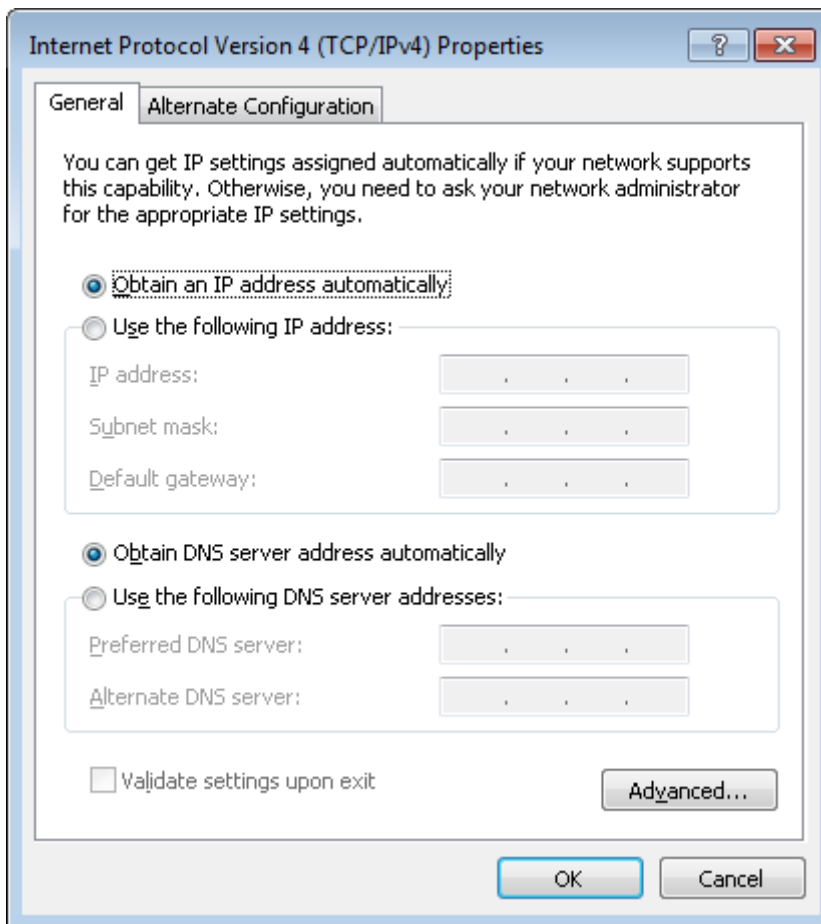 Internet Protocol Version 4 (TCP/IPv4) Properties
?
General
Alternate Configuration
You can get IP settings assigned automatically if your network supports
this capability. Otherwise, you need to ask your network administrator
for the appropriate IP settings.
Obtain an IP address automatically
Use the following IP address:
IP address:
. . .
Subnet mask:
. . .
Default gateway:
. . .
Obtain DNS server address automatically
Use the following DNS server addresses:
Preferred DNS server:
. . .
Alternate DNS server:
. . .
Validate settings upon exit
Advanced...
OK
Cancel